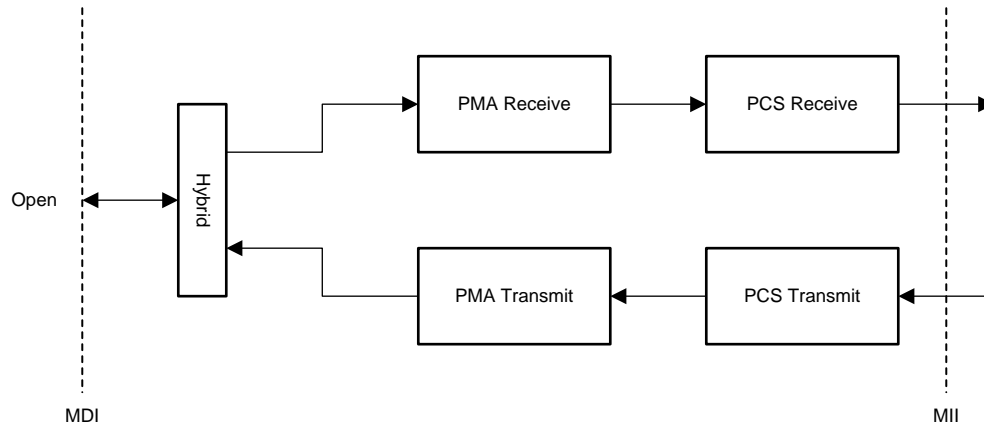 PMA Receive
PCS Receive
Open
Hybrid
PMA Transmit
PCS Transmit
MDI
MII